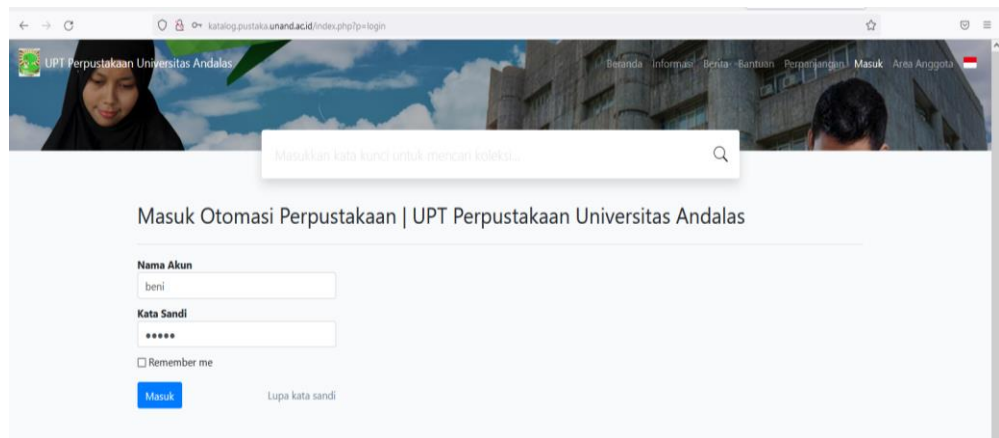 katalog.pustaka.unand.ac.id/index.php?p=login
UPT Perpustakaan Universitas Andalas
Beranda Informasi Berita Bantuan Perpanjangan Masuk Area Anggota
Masukkan kata kunci untuk mencari koleksi...
Masuk Otomasi Perpustakaan | UPT Perpustakaan Universitas Andalas
Nama Akun
beni
Kata Sandi
•••••
Remember me
Masuk Lupa kata sandi